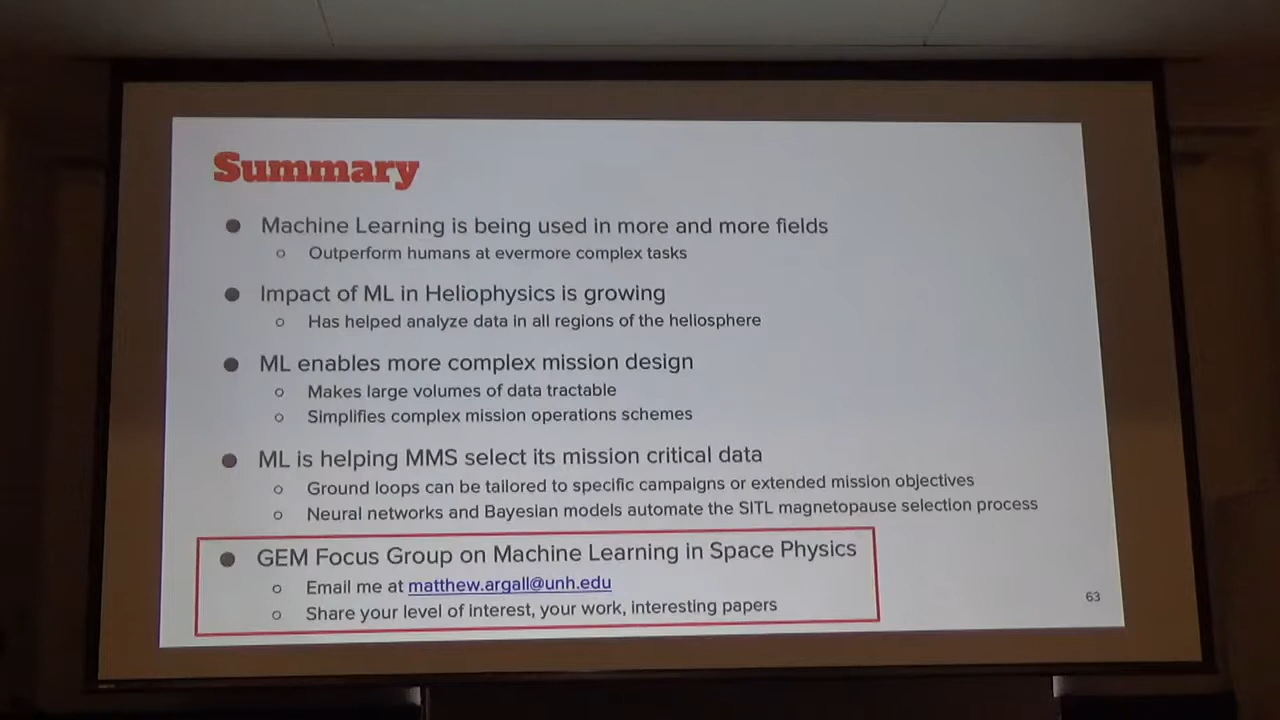 Summary
● Machine Learning is being used in more and more fields
○ Outperform humans at evermore complex tasks
● Impact of ML in Heliophysics is growing
○ Has helped analyze data in all regions of the heliosphere
● ML enables more complex mission design
○ Makes large volumes of data tractable
○ Simplifies complex mission operations schemes
● ML is helping MMS select its mission critical data
○ Ground loops can be tailored to specific campaigns or extended mission objectives
○ Neural networks and Bayesian models automate the SITL magnetopause selection process
● GEM Focus Group on Machine Learning in Space Physics
○ Email me at matthew.argall@unh.edu
○ Share your level of interest, your work, interesting papers
63